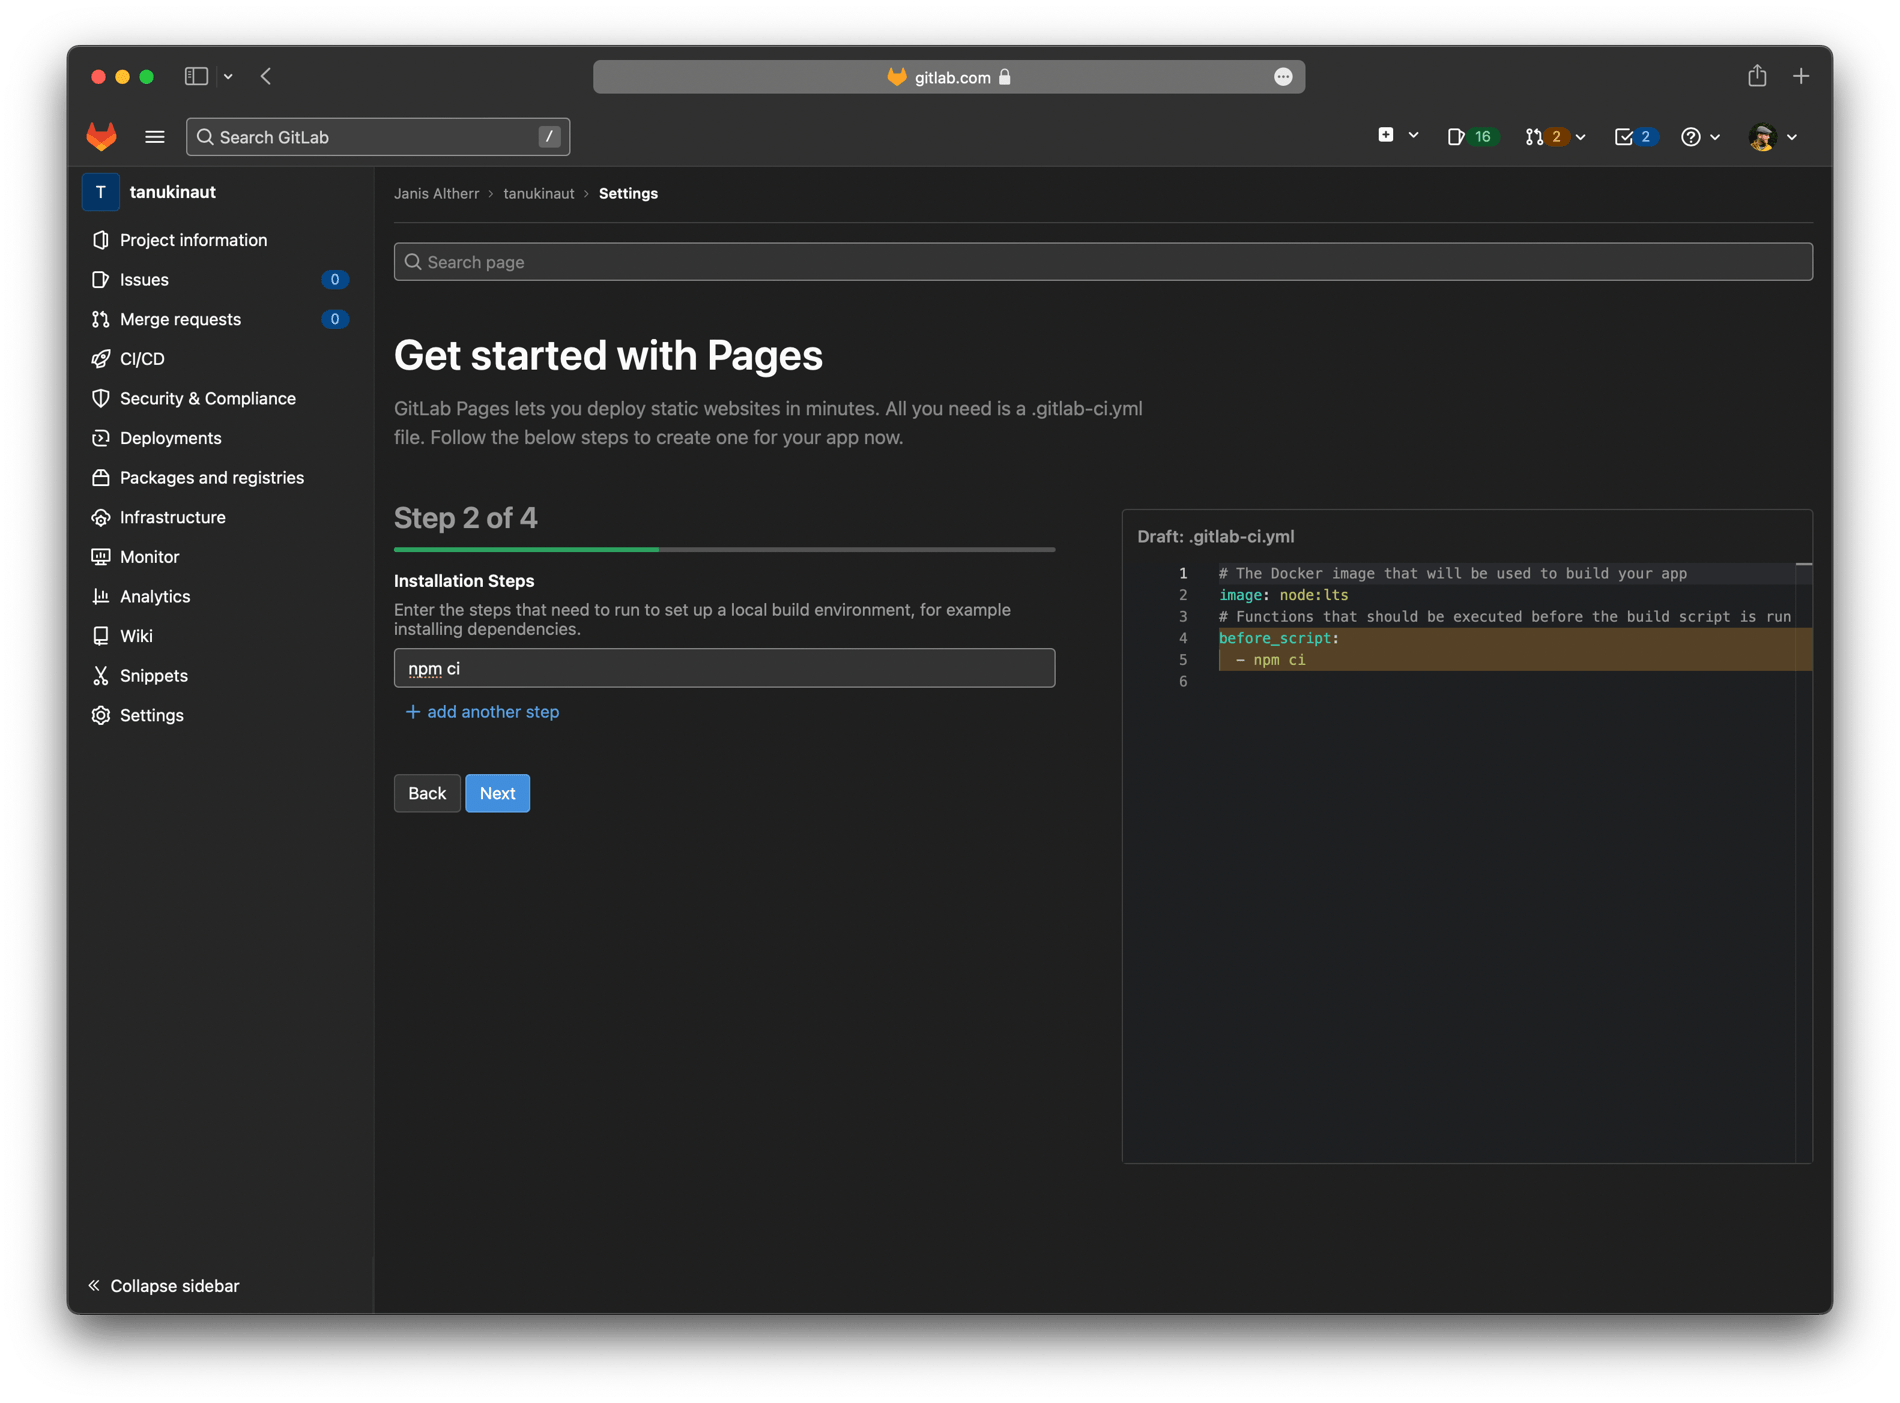 gitlab.com
Search GitLab /
16 2 2
T tanukinaut
Project information
Issues 0
Merge requests 0
CI/CD
Security & Compliance
Deployments
Packages and registries
Infrastructure
Monitor
Analytics
Wiki
Snippets
Settings
Collapse sidebar
Janis Altherr › tanukinaut › Settings
Search page
Get started with Pages
GitLab Pages lets you deploy static websites in minutes. All you need is a .gitlab-ci.yml
file. Follow the below steps to create one for your app now.
Step 2 of 4
Installation Steps
Enter the steps that need to run to set up a local build environment, for example
installing dependencies.
npm ci
+ add another step
Back Next
Draft: .gitlab-ci.yml
1 # The Docker image that will be used to build your app
2 image: node:lts
3 # Functions that should be executed before the build script is run
4 before_script:
5 - npm ci
6